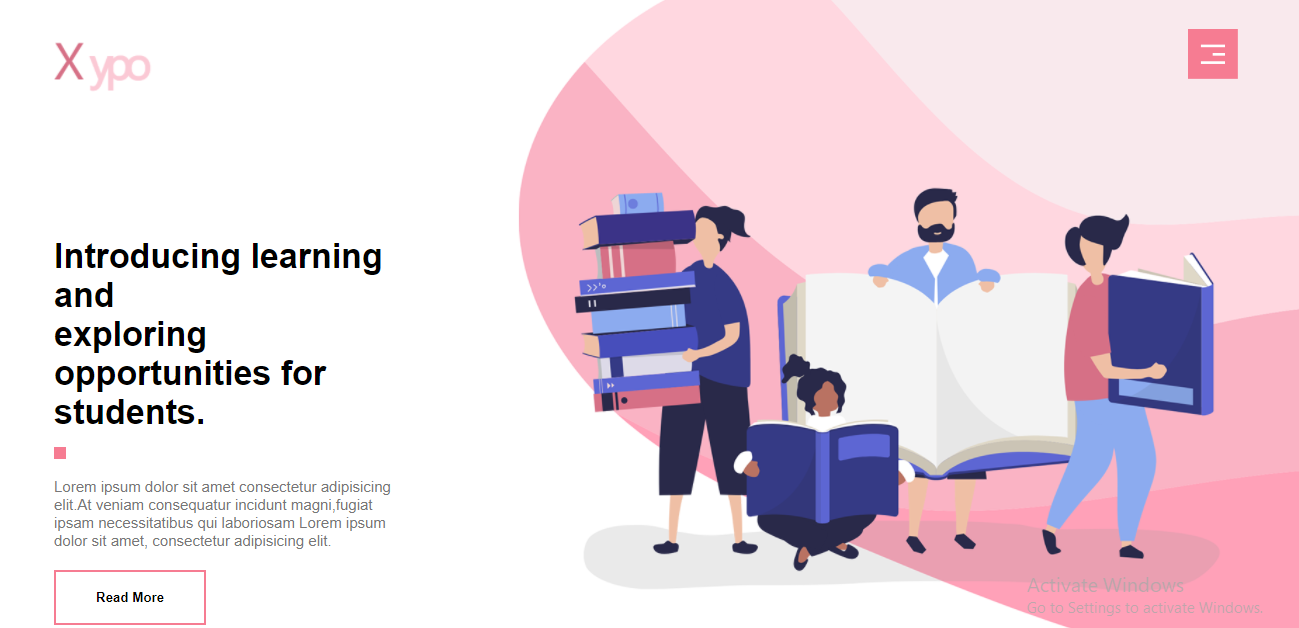 X ypo
Introducing learning
and
exploring
opportunities for
students.
Lorem ipsum dolor sit amet consectetur adipisicing
elit.At veniam consequatur incidunt magni,fugiat
ipsam necessitatibus qui laboriosam Lorem ipsum
dolor sit amet, consectetur adipisicing elit.
Read More
Activate Windows
Go to Settings to activate Windows.